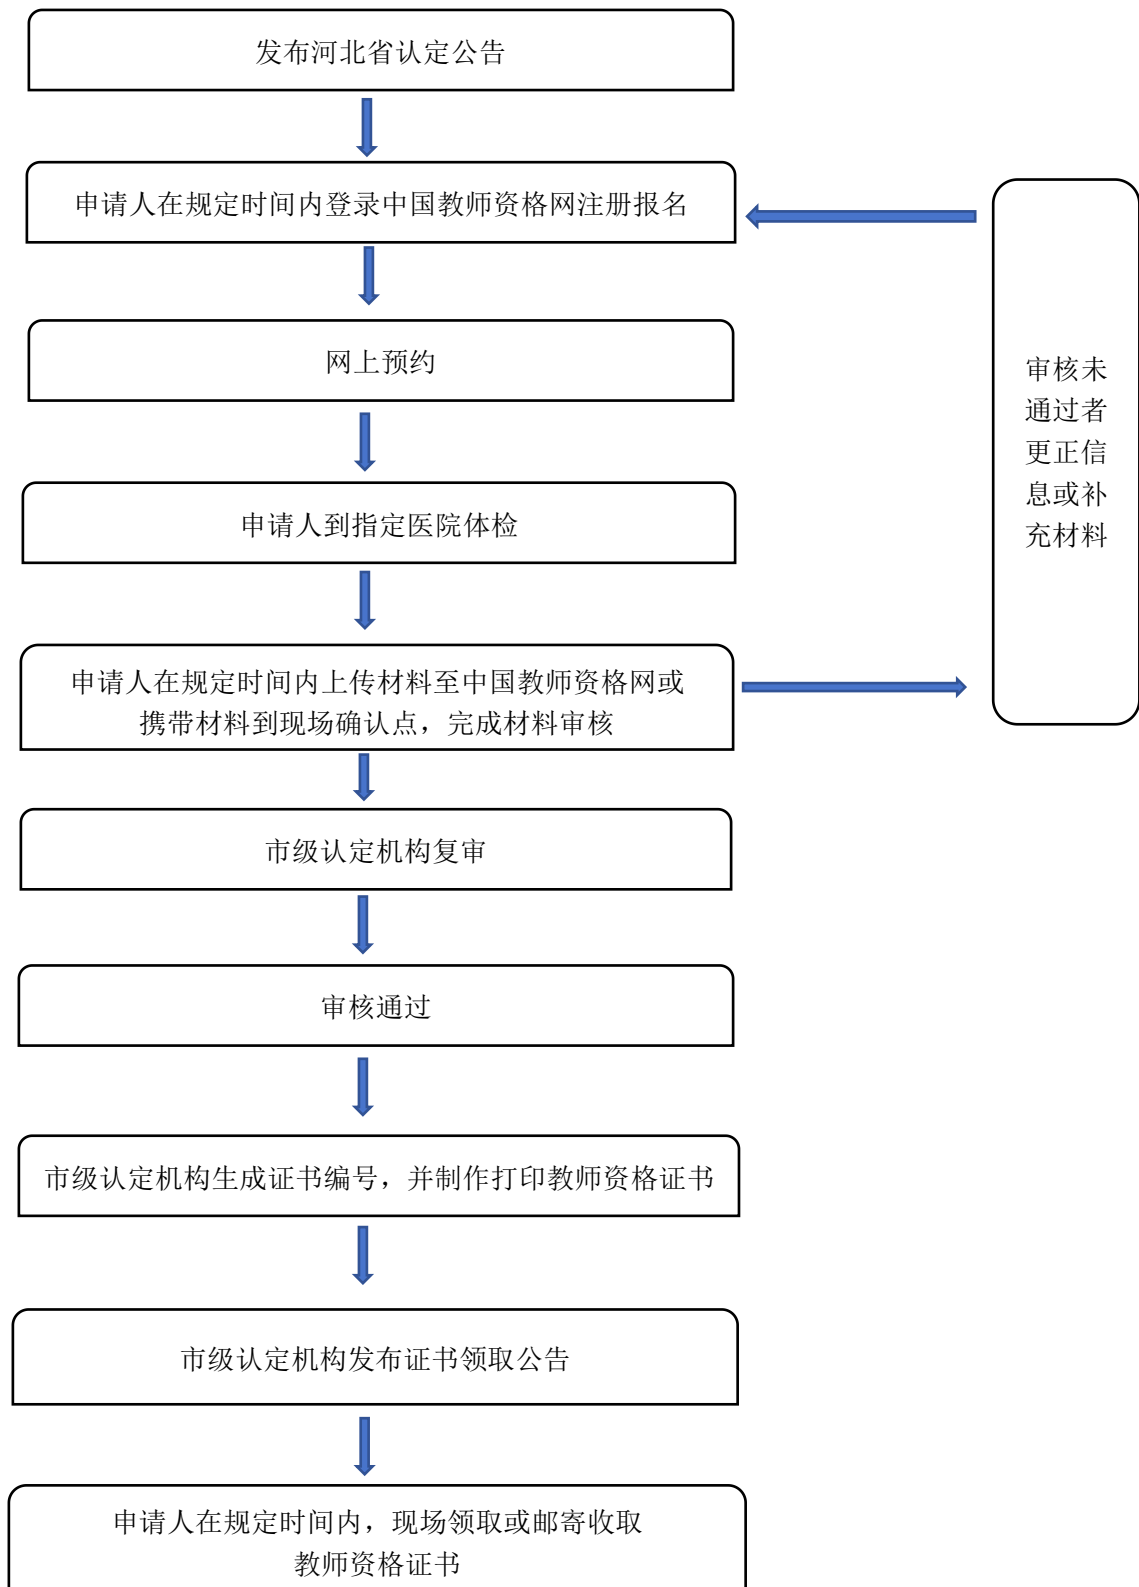 发布河北省认定公告
申请人在规定时间内登录中国教师资格网注册报名
网上预约
申请人到指定医院体检
申请人在规定时间内上传材料至中国教师资格网或
携带材料到现场确认点，完成材料审核
审核未
通过者
更正信
息或补
充材料
市级认定机构复审
审核通过
市级认定机构生成证书编号，并制作打印教师资格证书
市级认定机构发布证书领取公告
申请人在规定时间内，现场领取或邮寄收取
教师资格证书